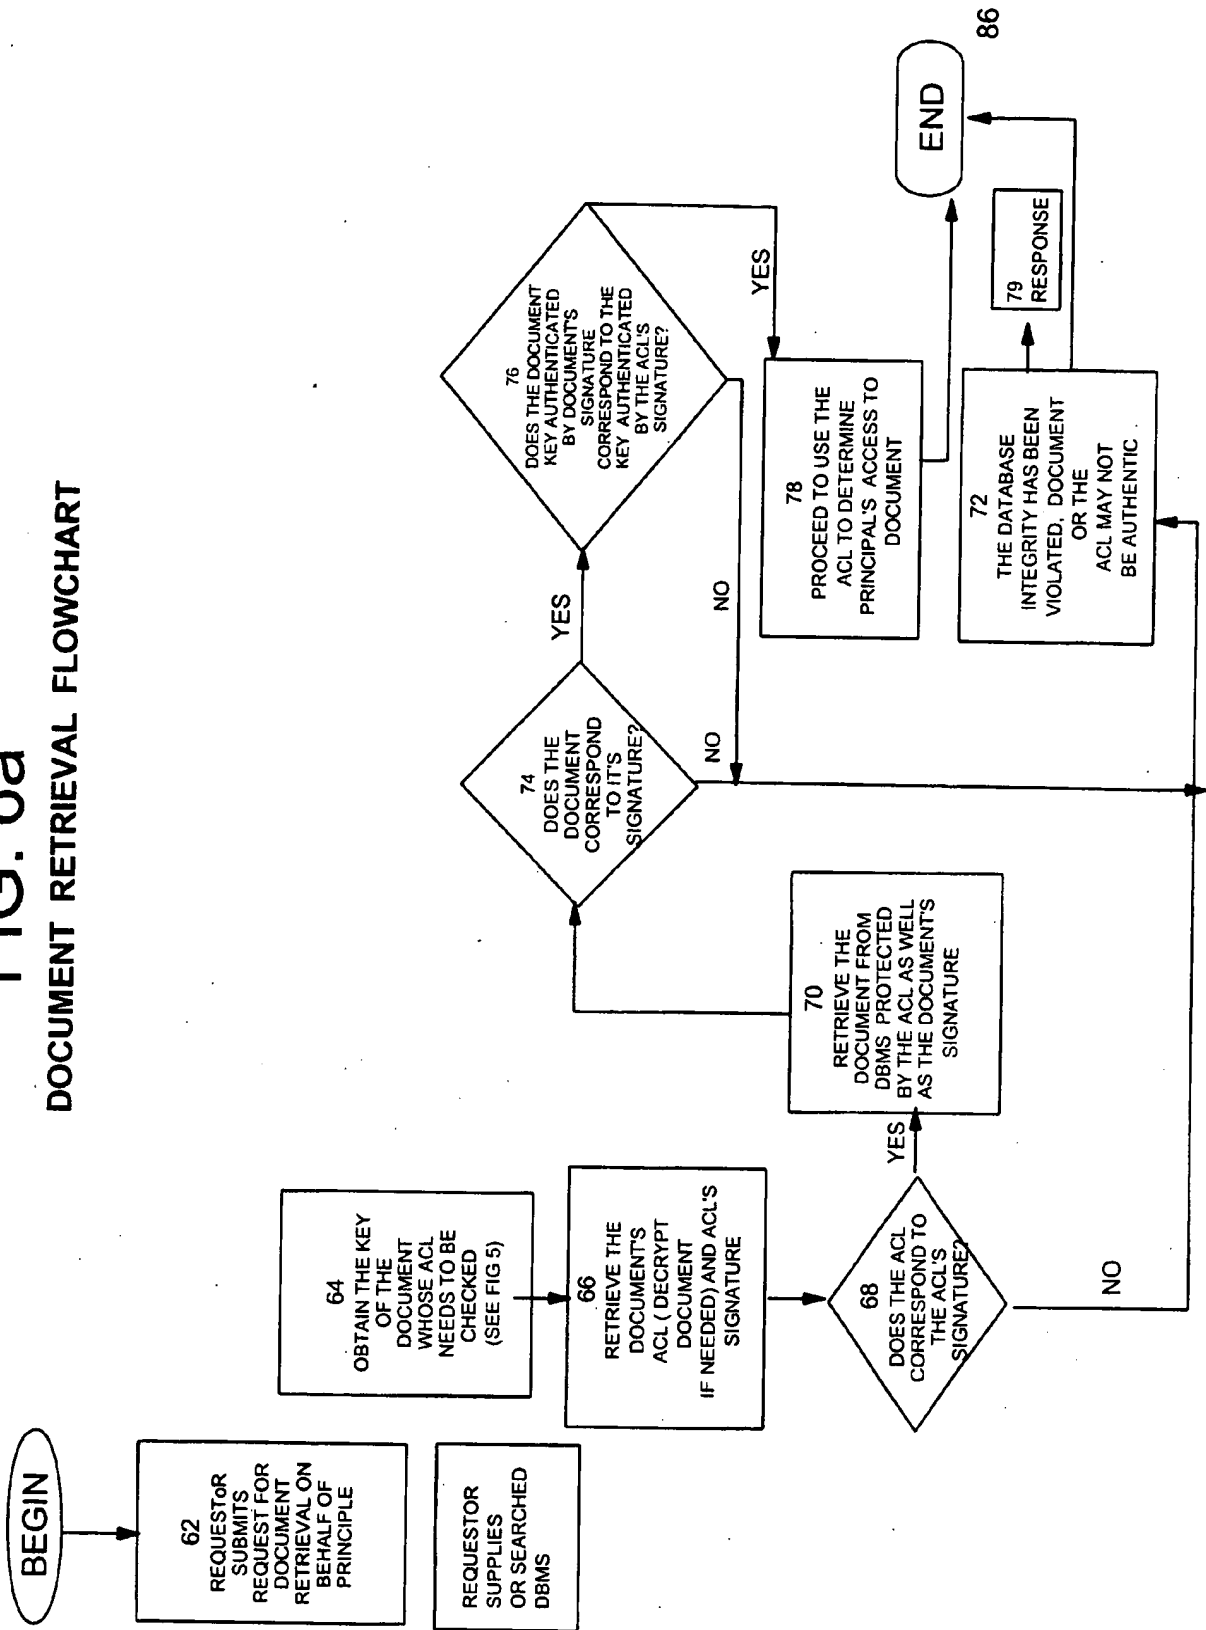 FIG. 6a
DOCUMENT RETRIEVAL FLOWCHART
BEGIN
62
REQUESToR
SUBMITS
REQUEST FOR
DOCUMENT
RETRIEVAL ON
BEHALF OF
PRINCIPLE
REQUESTOR
SUPPLIES
OR SEARCHED
DBMS
64
OBTAIN THE KEY
OF THE
DOCUMENT
WHOSE ACL
NEEDS TO BE
CHECKED
(SEE FIG 5)
66
RETRIEVE THE
DOCUMENT'S
ACL ( DECRYPT
DOCUMENT
IF NEEDED) AND ACL'S
SIGNATURE
68
DOES THE ACL
CORRESPOND TO
THE ACL'S
SIGNATURE?
YES
NO
70
RETRIEVE THE
DOCUMENT FROM
DBMS PROTECTED
BY THE ACL AS WELL
AS THE DOCUMENT'S
SIGNATURE
74
DOES THE
DOCUMENT
CORRESPOND
TO IT'S
SIGNATURE?
YES
NO
76
DOES THE DOCUMENT
KEY AUTHENTICATED
BY DOCUMENT'S
SIGNATURE
CORRESPOND TO THE
KEY AUTHENTICATED
BY THE ACL'S
SIGNATURE?
YES
NO
78
PROCEED TO USE THE
ACL TO DETERMINE
PRINCIPAL'S ACCESS TO
DOCUMENT
72
THE DATABASE
INTEGRITY HAS BEEN
VIOLATED, DOCUMENT
OR THE
ACL MAY NOT
BE AUTHENTIC
79
RESPONSE
END
86